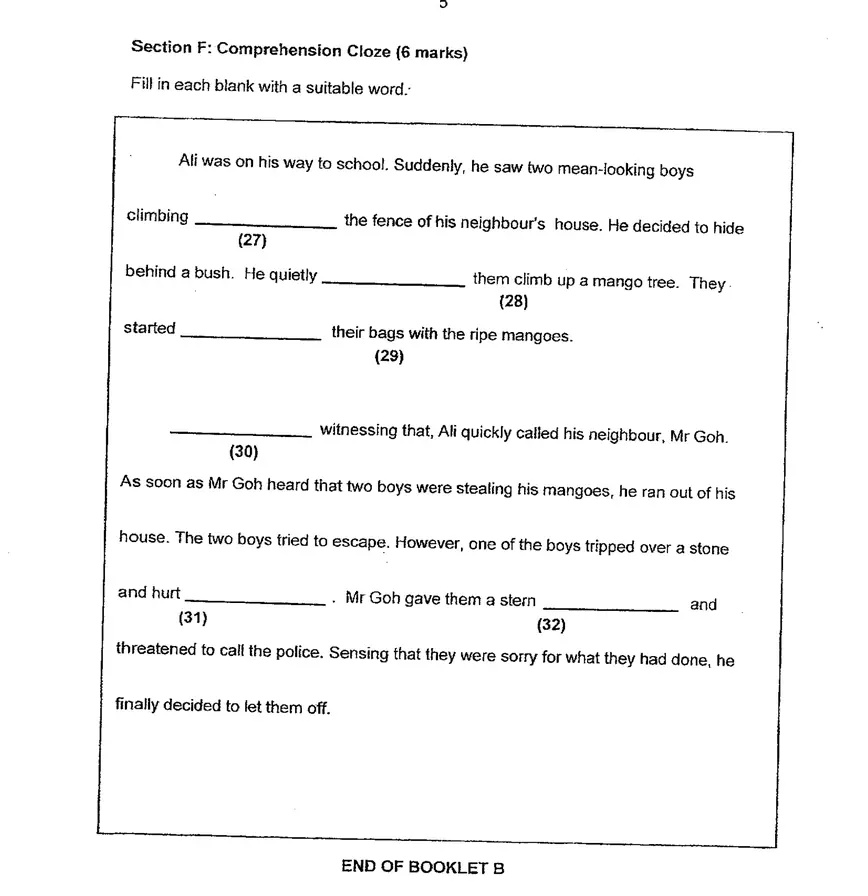 5
Section F: Comprehension Cloze (6 marks)
Fill in each blank with a suitable word.
Ali was on his way to school. Suddenly, he saw two mean-looking boys
climbing ______________ the fence of his neighbour's house. He decided to hide
(27)
behind a bush. He quietly ______________ them climb up a mango tree. They
(28)
started ______________ their bags with the ripe mangoes.
(29)
______________ witnessing that, Ali quickly called his neighbour, Mr Goh.
(30)
As soon as Mr Goh heard that two boys were stealing his mangoes, he ran out of his
house. The two boys tried to escape. However, one of the boys tripped over a stone
and hurt ______________ . Mr Goh gave them a stern ______________ and
(31) (32)
threatened to call the police. Sensing that they were sorry for what they had done, he
finally decided to let them off.
END OF BOOKLET B